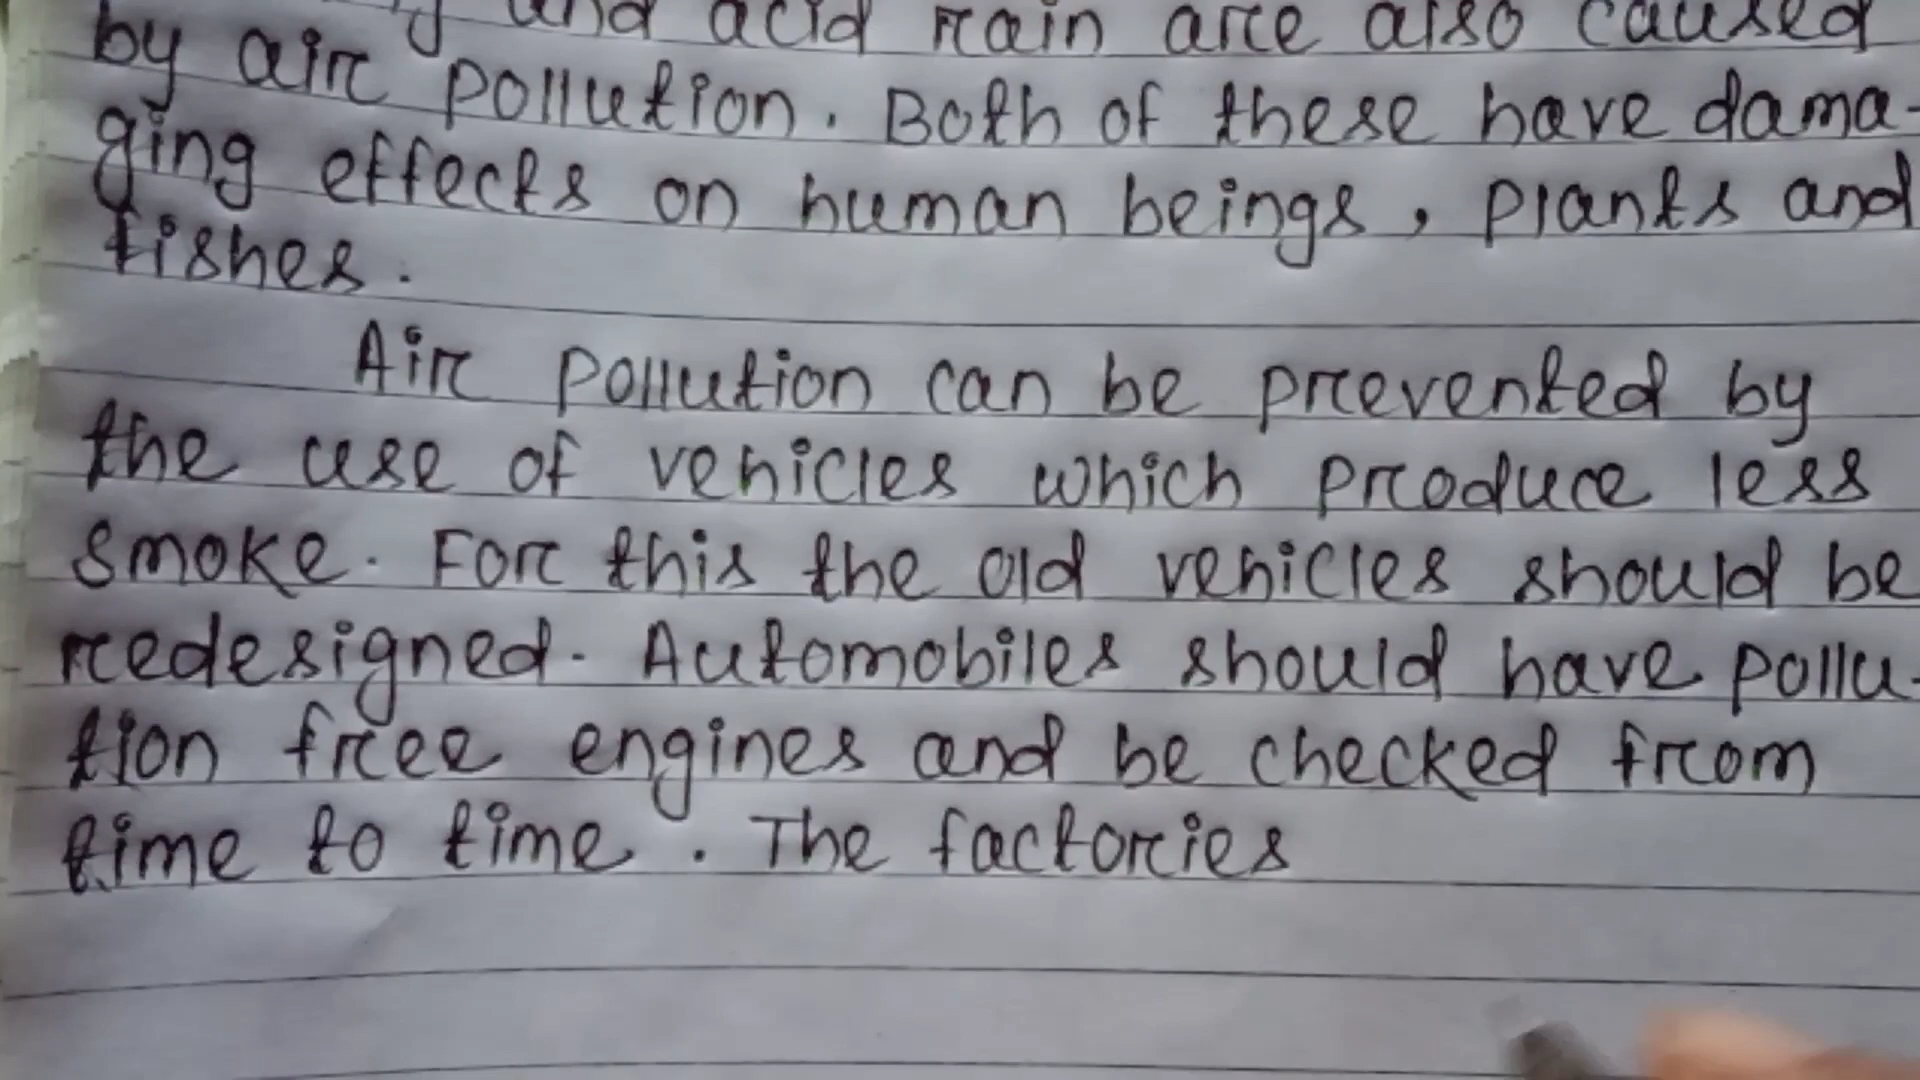 and acid rain are also caused
by air pollution. Both of these have dama-
ging effects on human beings, plants and
fishes.
Air pollution can be prevented by
the use of vehicles which produce less
smoke. For this the old vehicles should be
redesigned. Automobiles should have pollu-
tion free engines and be checked from
time to time. The factories